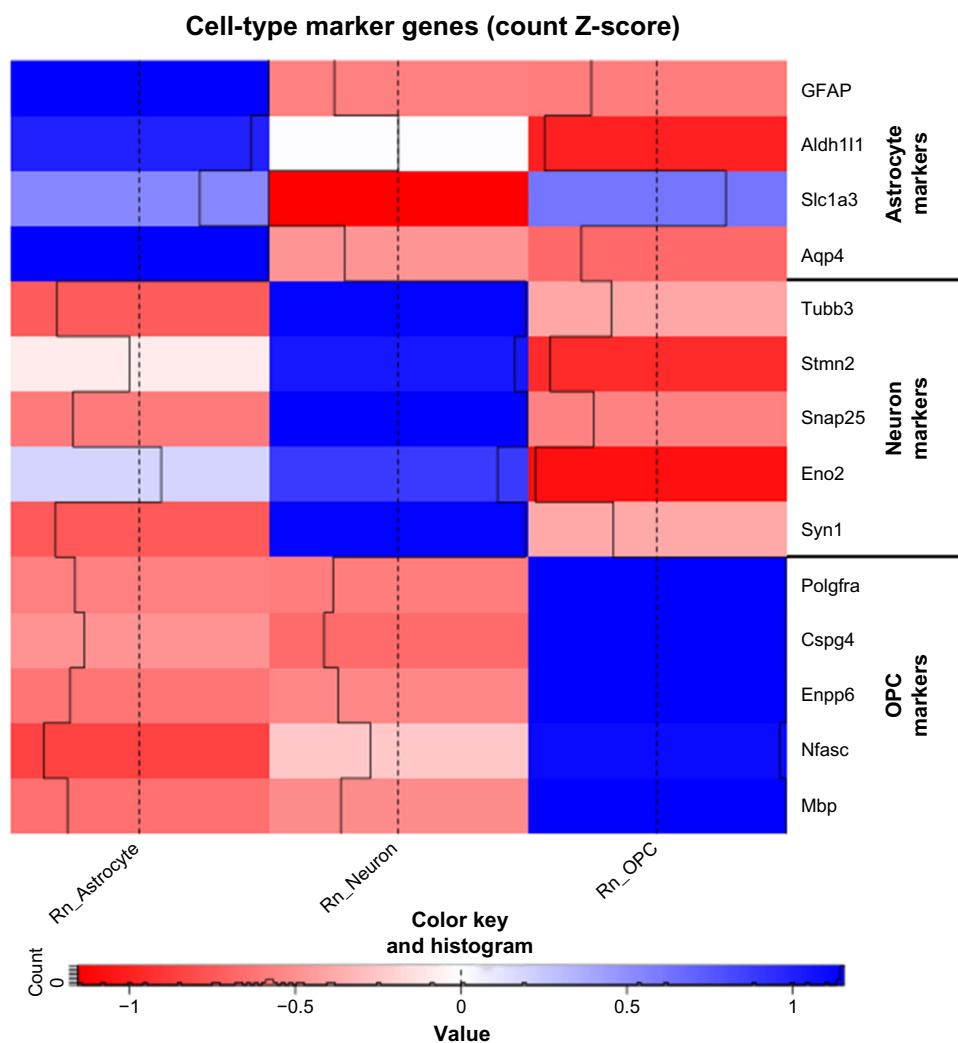 Cell-type marker genes (count Z-score)
GFAP
Aldh1l1
Slc1a3
Aqp4
Astrocyte
markers
Tubb3
Stmn2
Snap25
Eno2
Syn1
Neuron
markers
Polgfra
Cspg4
Enpp6
Nfasc
Mbp
OPC
markers
Rn_Astrocyte
Rn_Neuron
Rn_OPC
Color key
and histogram
Count
0
−1
−0.5
0
0.5
1
Value